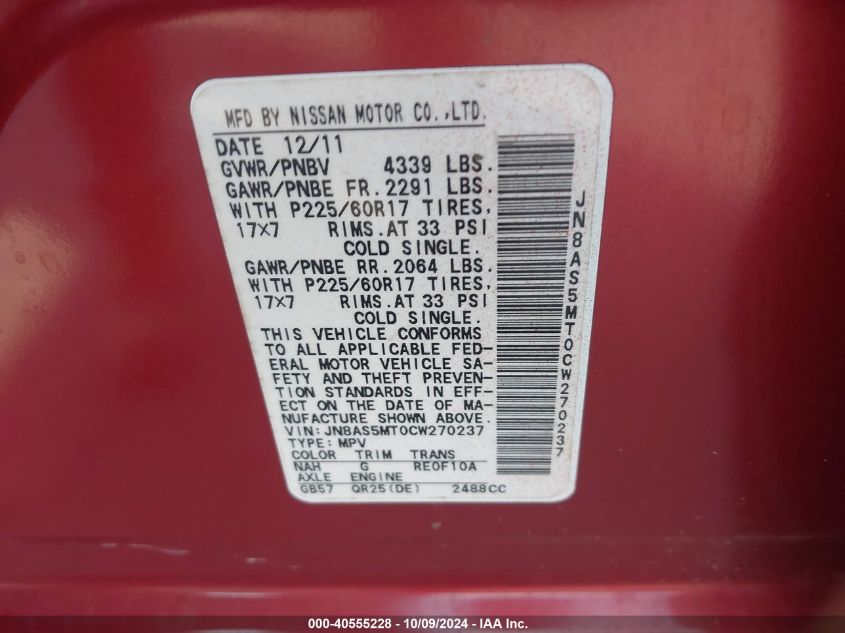 MFD BY NISSAN MOTOR CO.,LTD.
DATE 12/11
GVWR/PNBV 4339 LBS.
GAWR/PNBE FR.2291 LBS.
WITH P225/60R17 TIRES,
17×7 RIMS.AT 33 PSI
COLD SINGLE.
GAWR/PNBE RR.2064 LBS.
WITH P225/60R17 TIRES,
17×7 RIMS.AT 33 PSI
COLD SINGLE.
THIS VEHICLE CONFORMS
TO ALL APPLICABLE FED-
ERAL MOTOR VEHICLE SA-
FETY AND THEFT PREVEN-
TION STANDARDS IN EFF-
ECT ON THE DATE OF MA-
NUFACTURE SHOWN ABOVE.
VIN:JN8AS5MT0CW270237
TYPE:MPV
COLOR TRIM TRANS
NAH G RE0F10A
AXLE ENGINE
GB57 QR25(DE) 2488CC
JN8AS5MT0CW270237
000-40555228 - 10/09/2024 - IAA Inc.